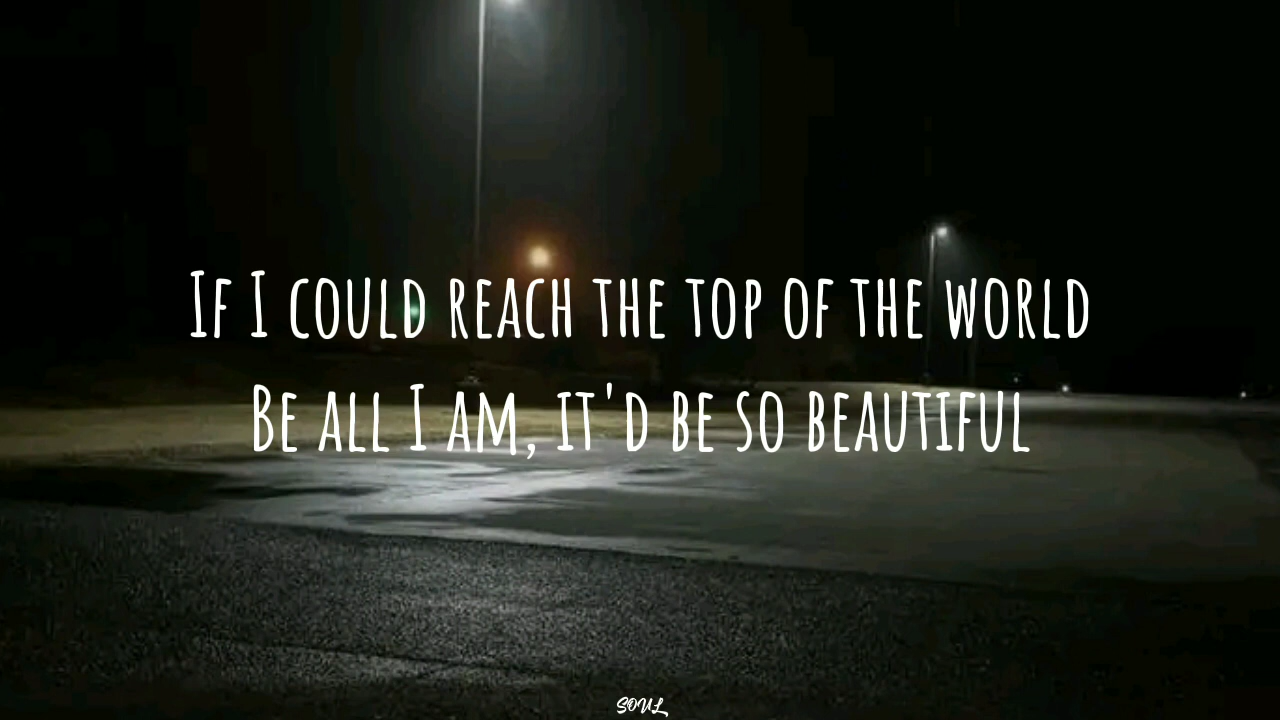 If I could reach the top of the world
Be all I am, it'd be so beautiful
SOUL